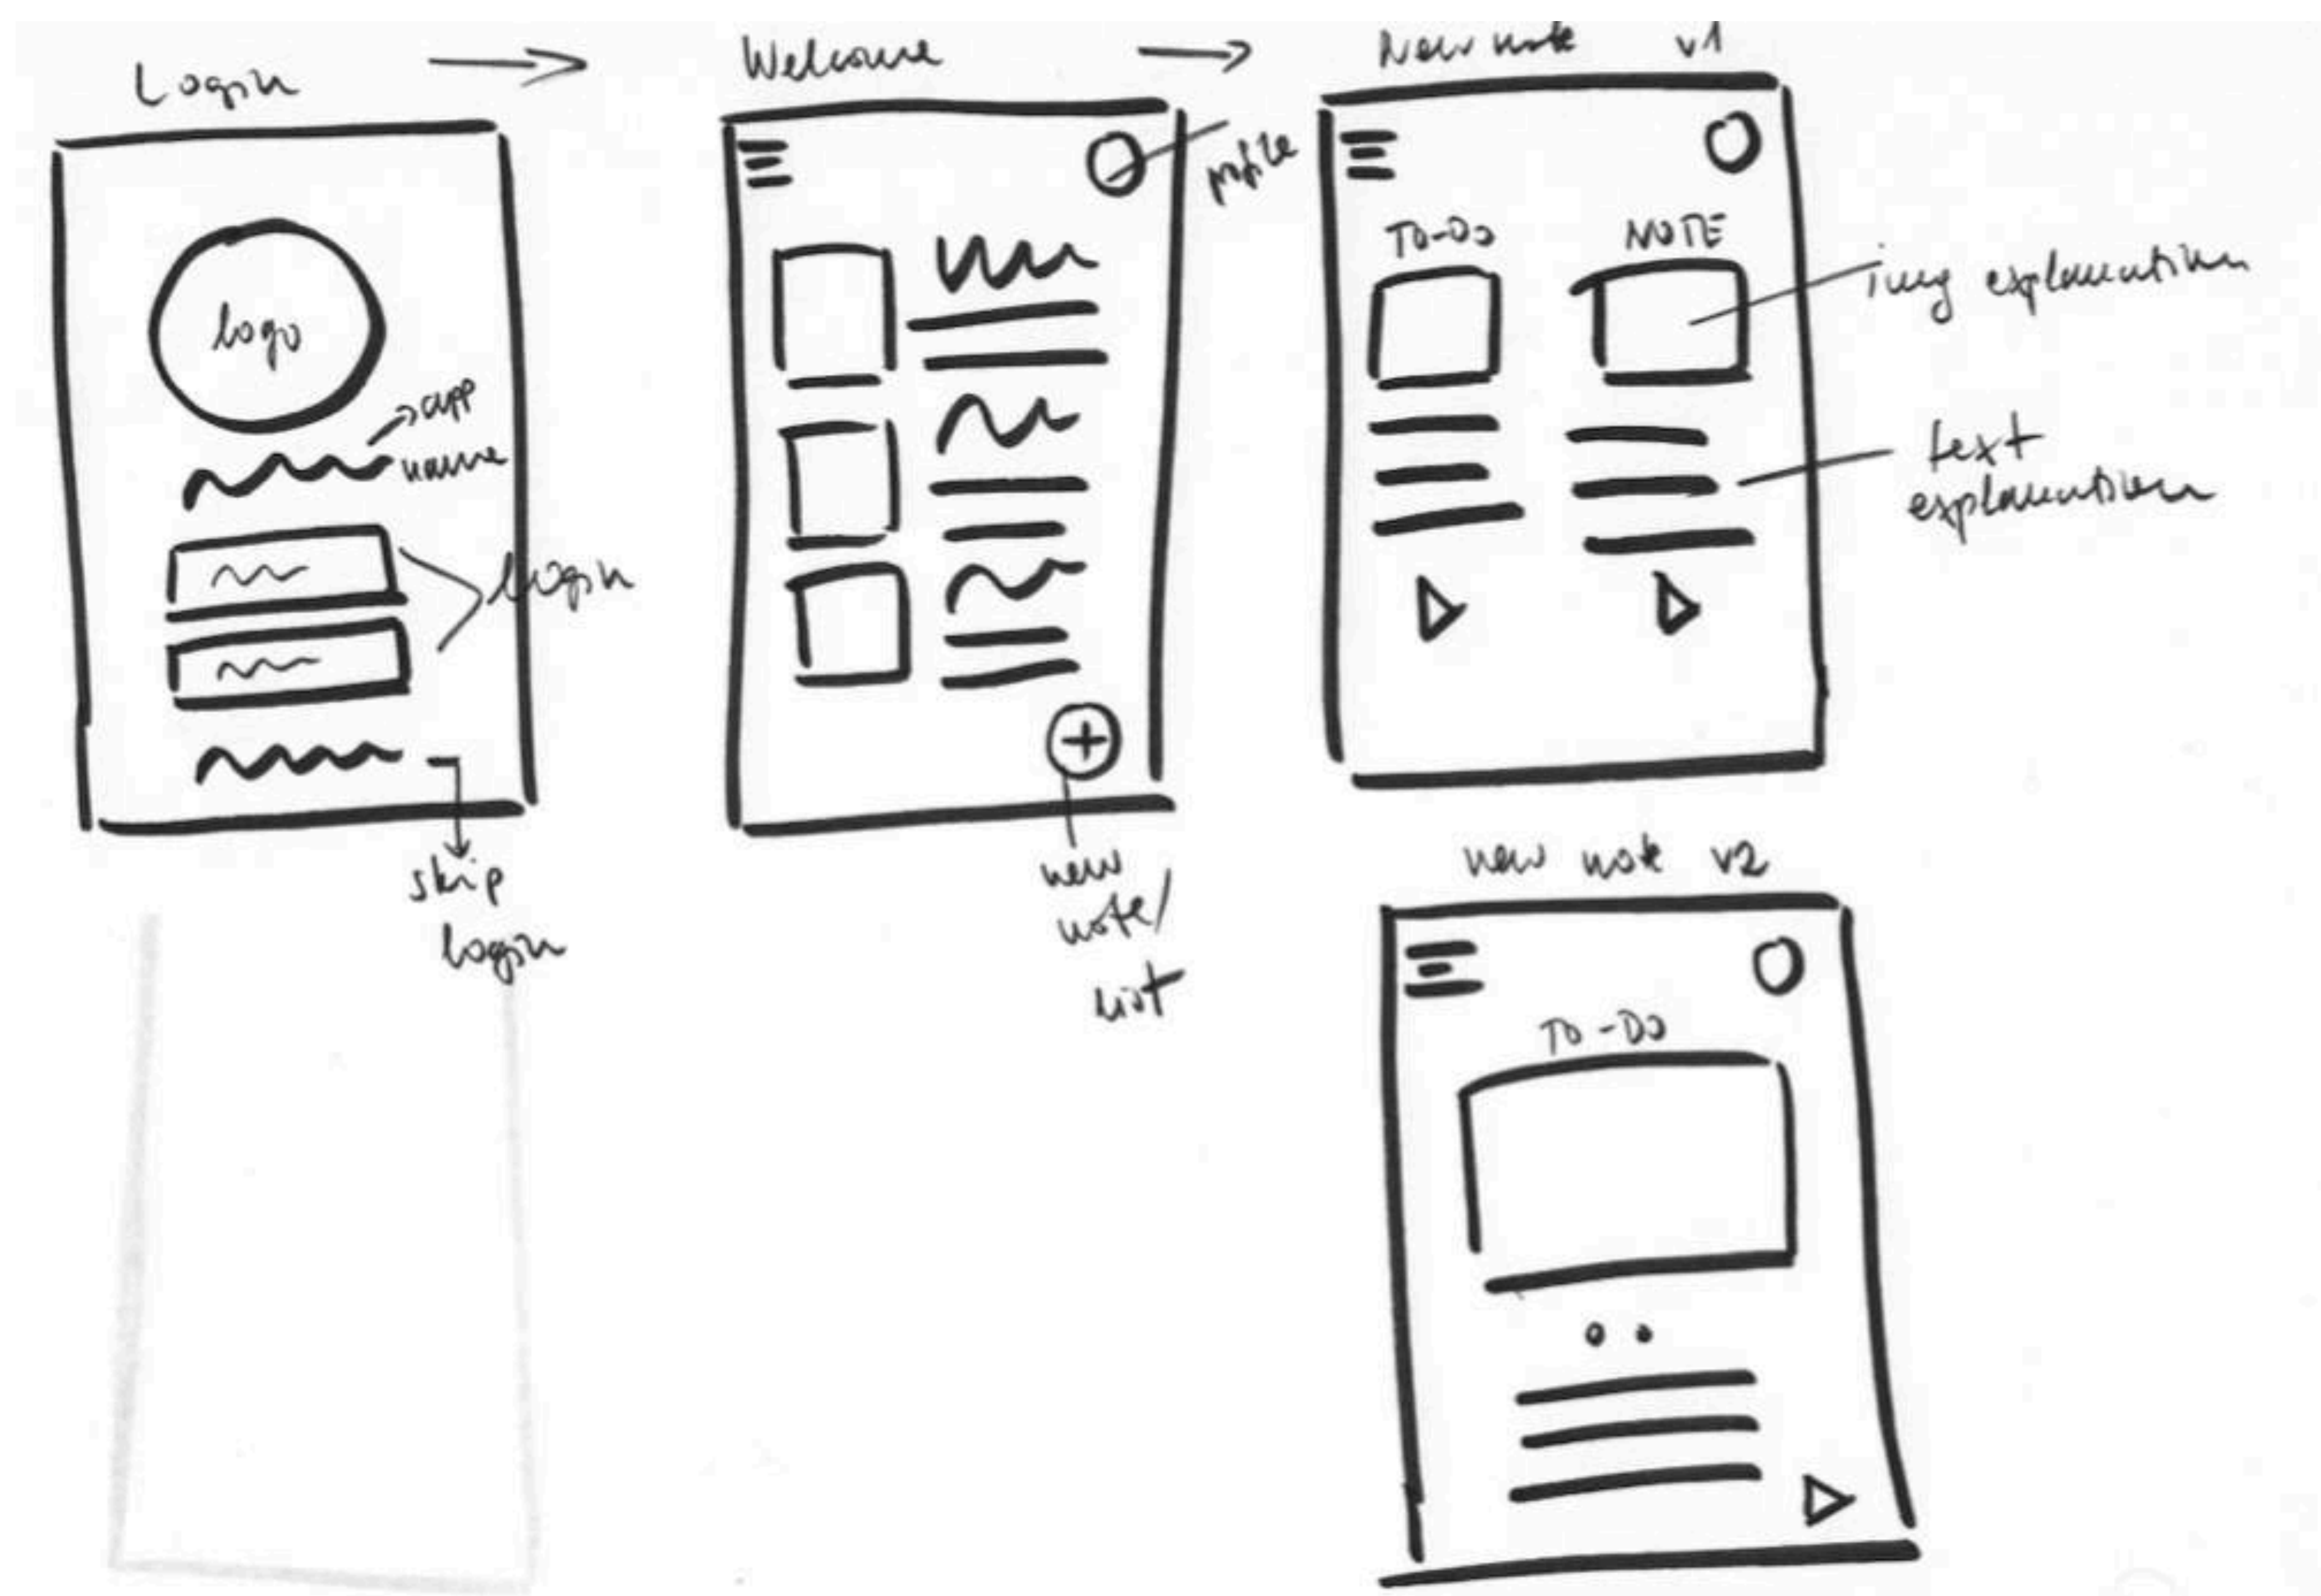 Login
Welcome
New note v1
logo
app
name
login
skip
login
profile
new
note/
list
TO-DO
NOTE
img explanation
text
explanation
new note v2
TO-DO